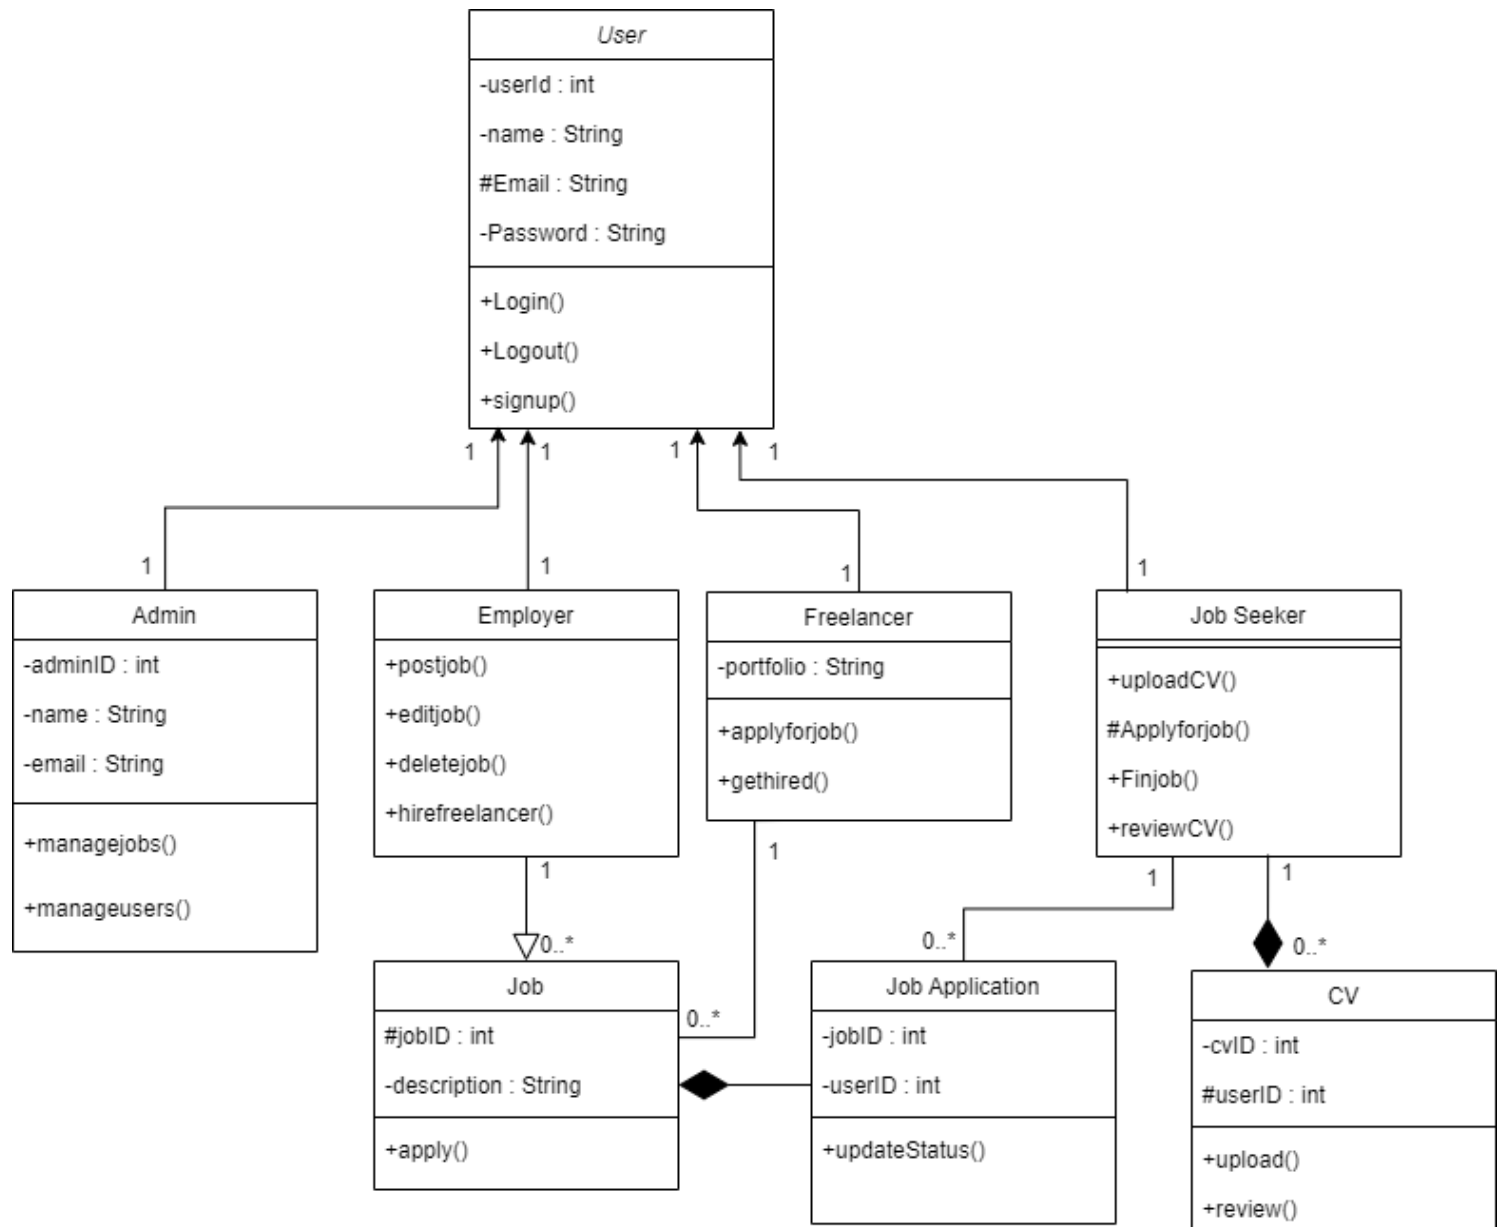 User
-userId : int
-name : String
#Email : String
-Password : String
+Login()
+Logout()
+signup()
1
1
1
1
1
1
1
1
Admin
-adminID : int
-name : String
-email : String
+managejobs()
+manageusers()
Employer
+postjob()
+editjob()
+deletejob()
+hirefreelancer()
Freelancer
-portfolio : String
+applyforjob()
+gethired()
Job Seeker
+uploadCV()
#Applyforjob()
+Finjob()
+reviewCV()
1
1
1
1
0..*
0..*
0..*
0..*
Job
#jobID : int
-description : String
+apply()
Job Application
-jobID : int
-userID : int
+updateStatus()
CV
-cvID : int
#userID : int
+upload()
+review()